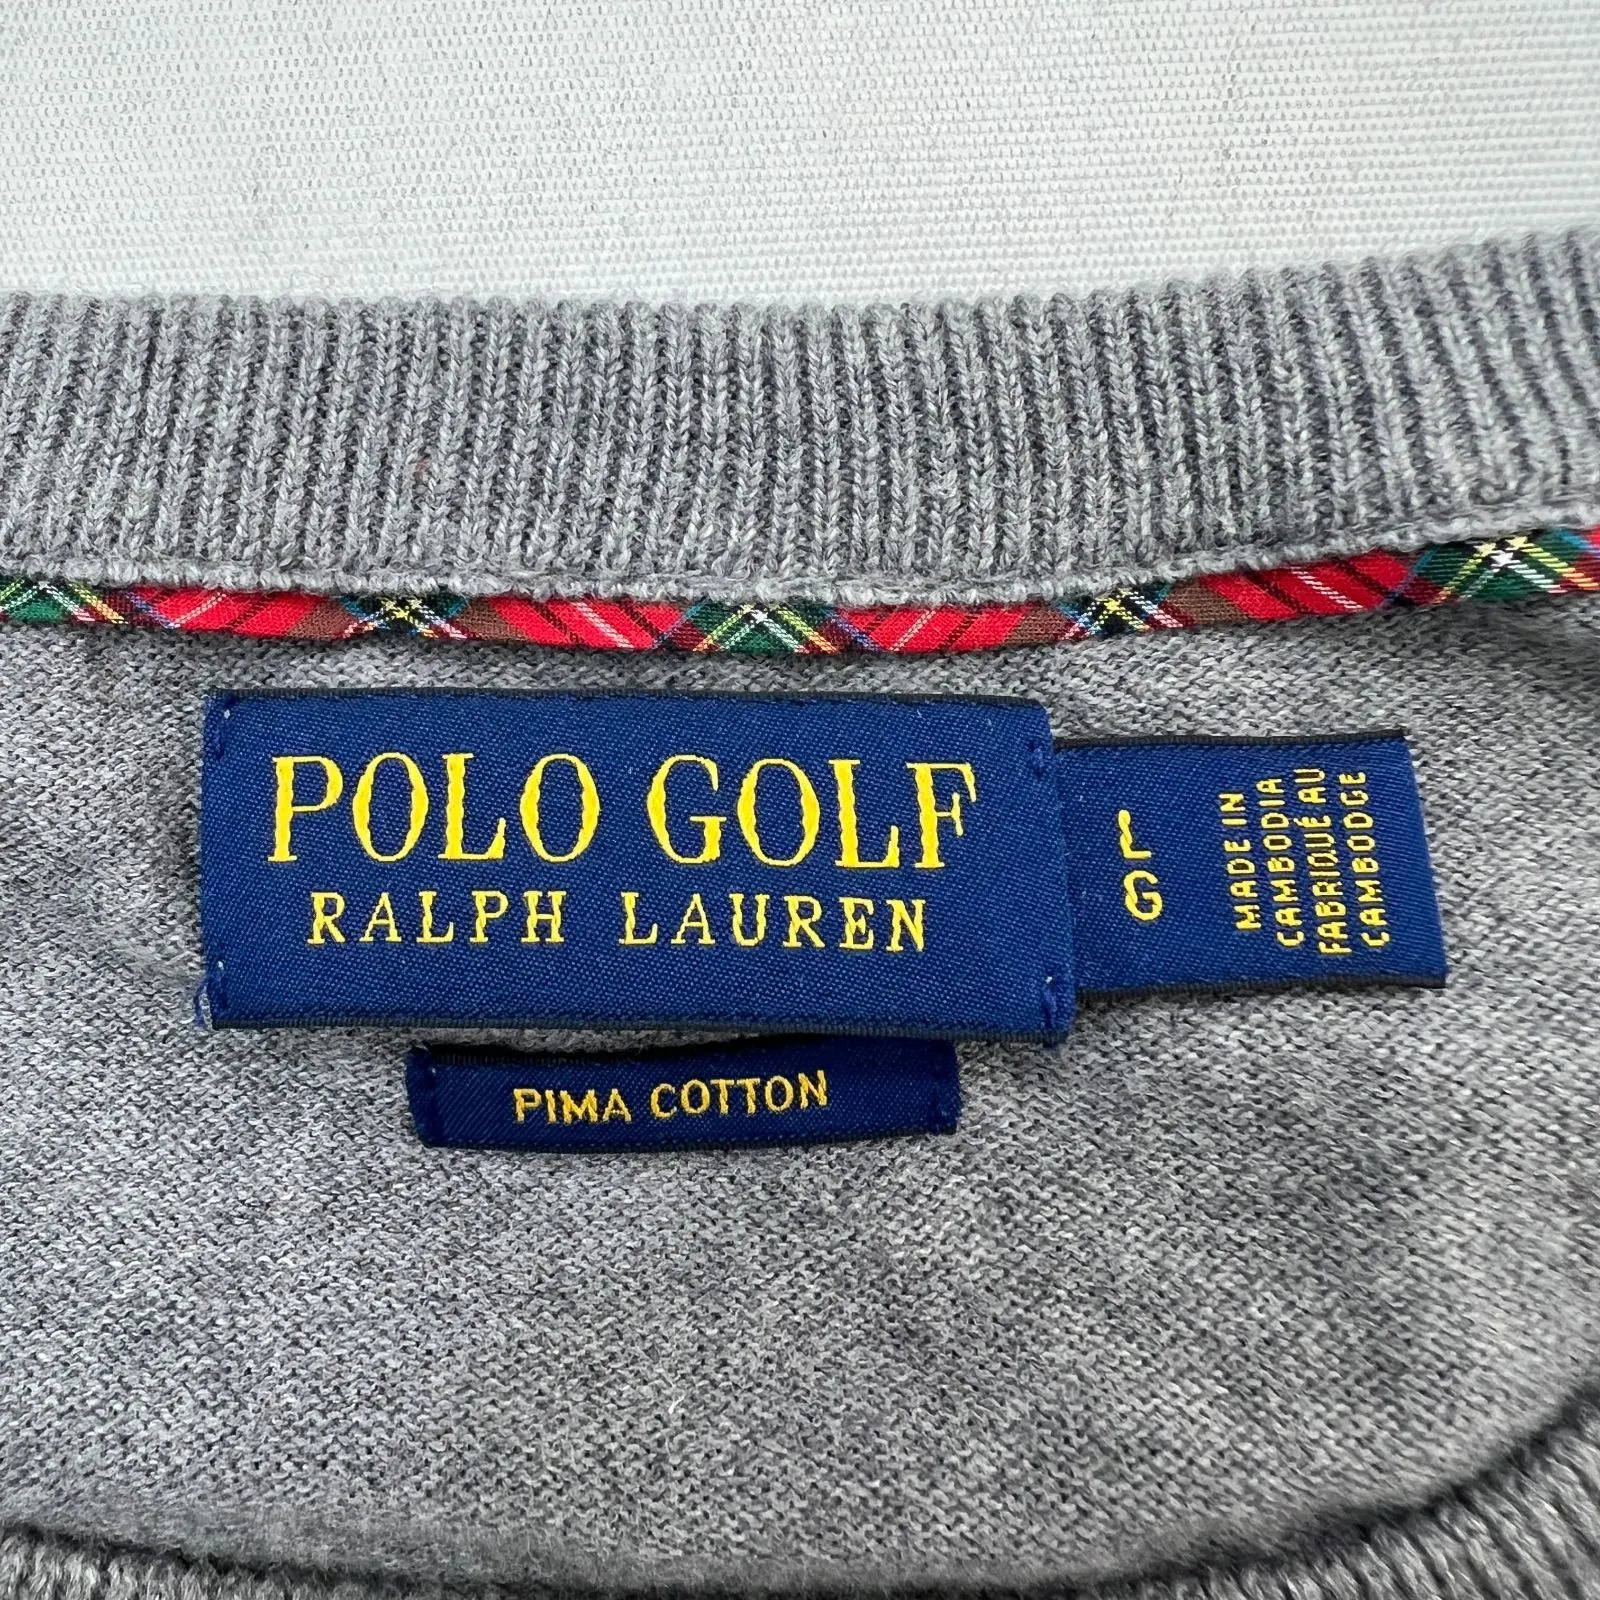 POLO GOLF
RALPH LAUREN
L
G
MADE IN
CAMBODIA
FABRIQUÉ AU
CAMBODGE
PIMA COTTON